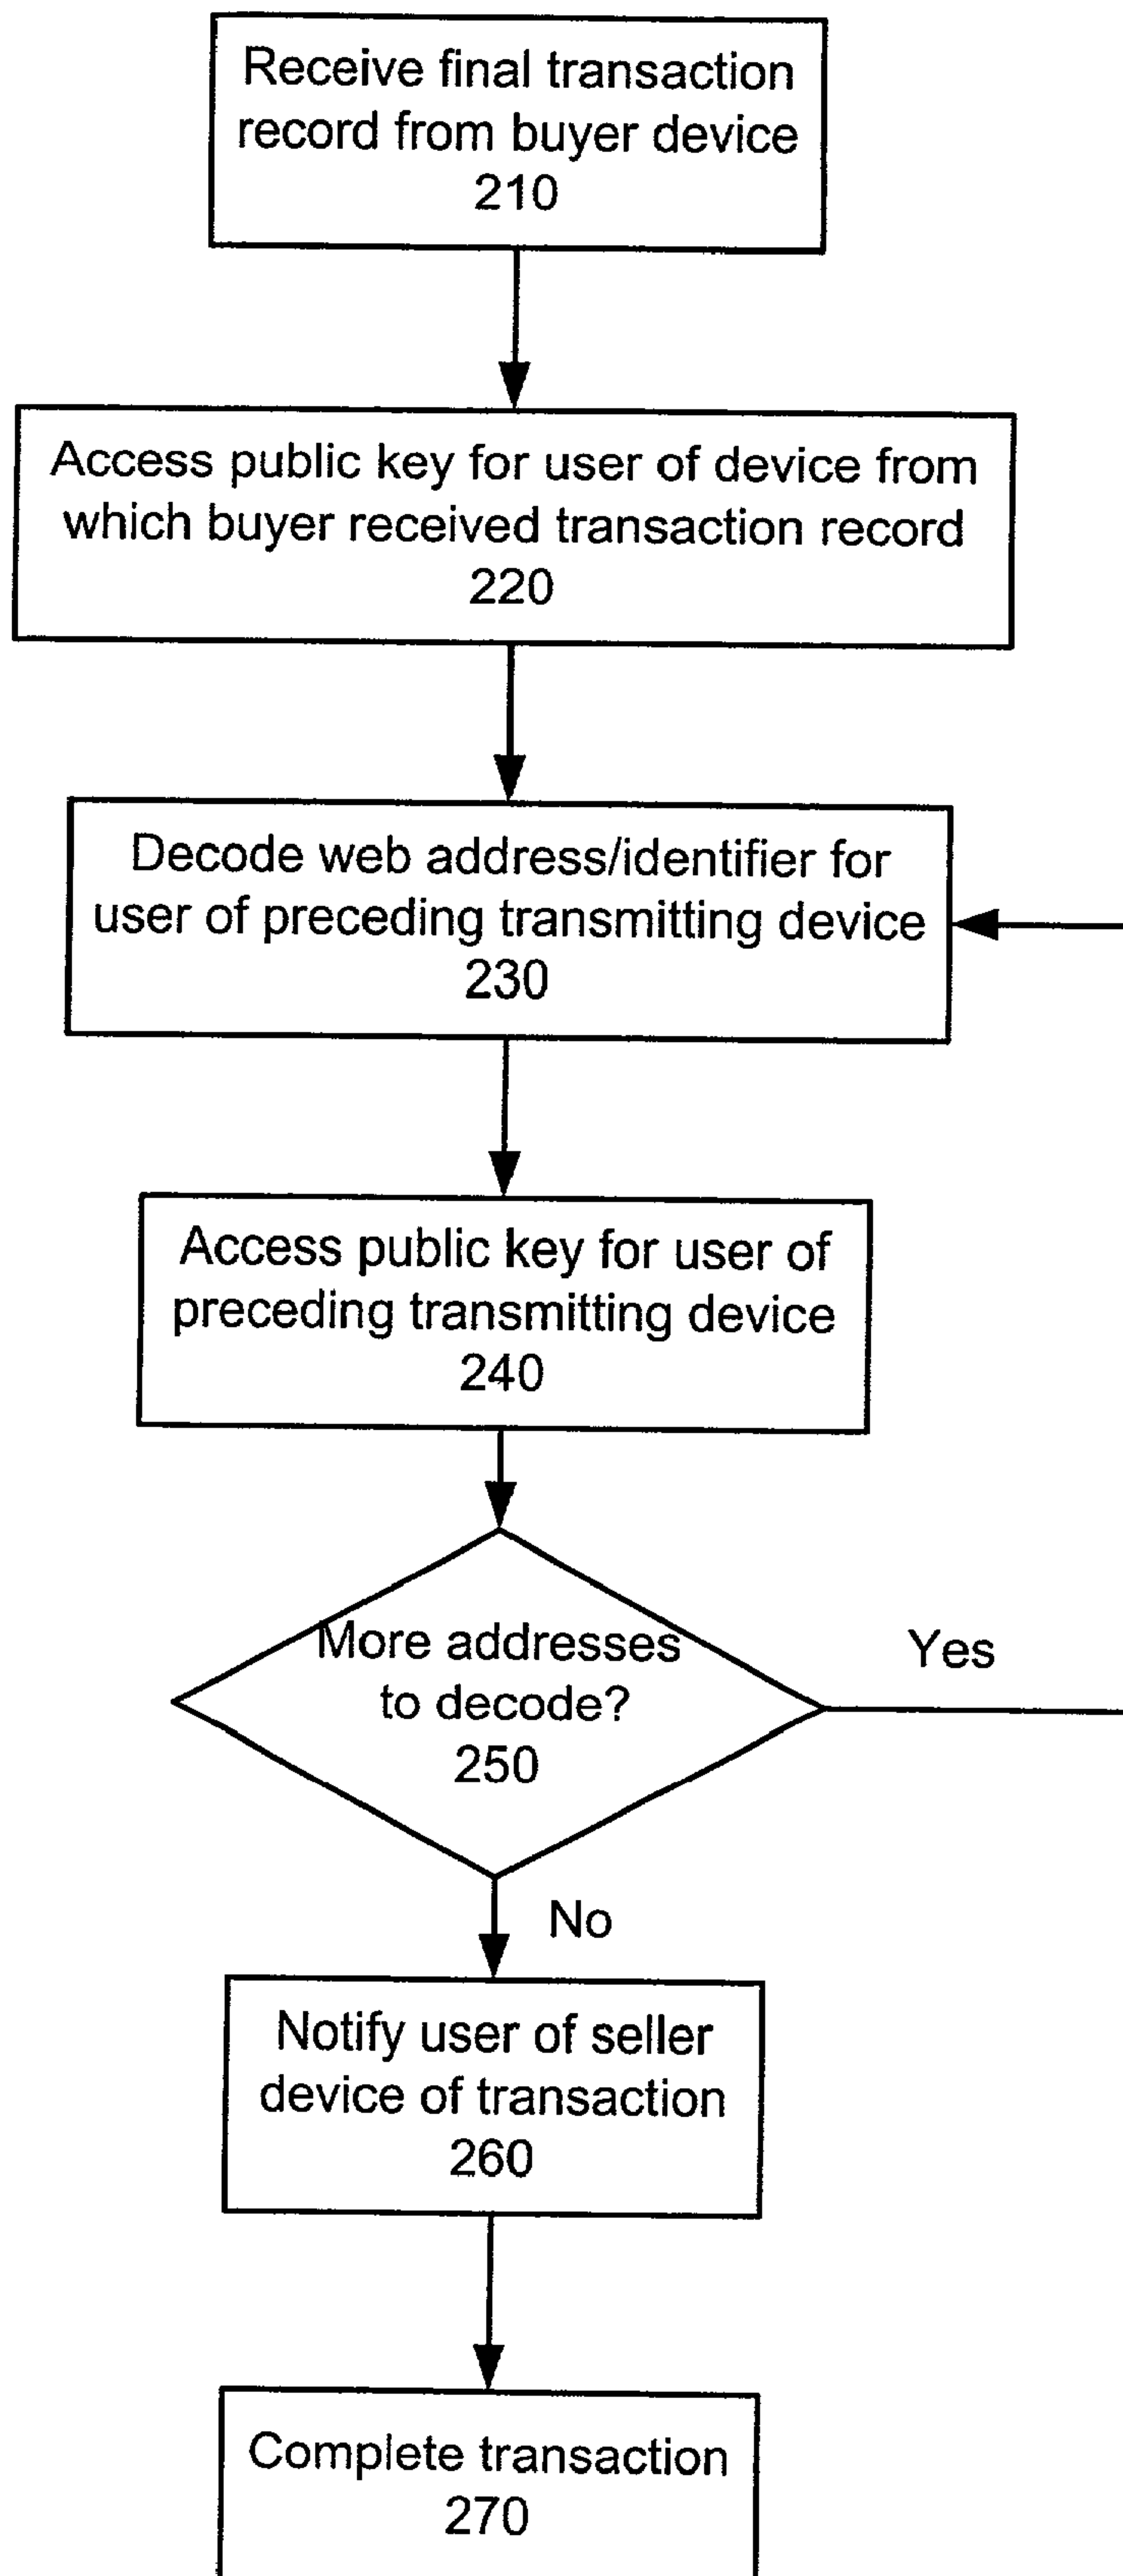 Receive final transaction
record from buyer device
210
Access public key for user of device from
which buyer received transaction record
220
Decode web address/identifier for
user of preceding transmitting device
230
Access public key for user of
preceding transmitting device
240
More addresses
to decode?
250
Yes
No
Notify user of seller
device of transaction
260
Complete transaction
270